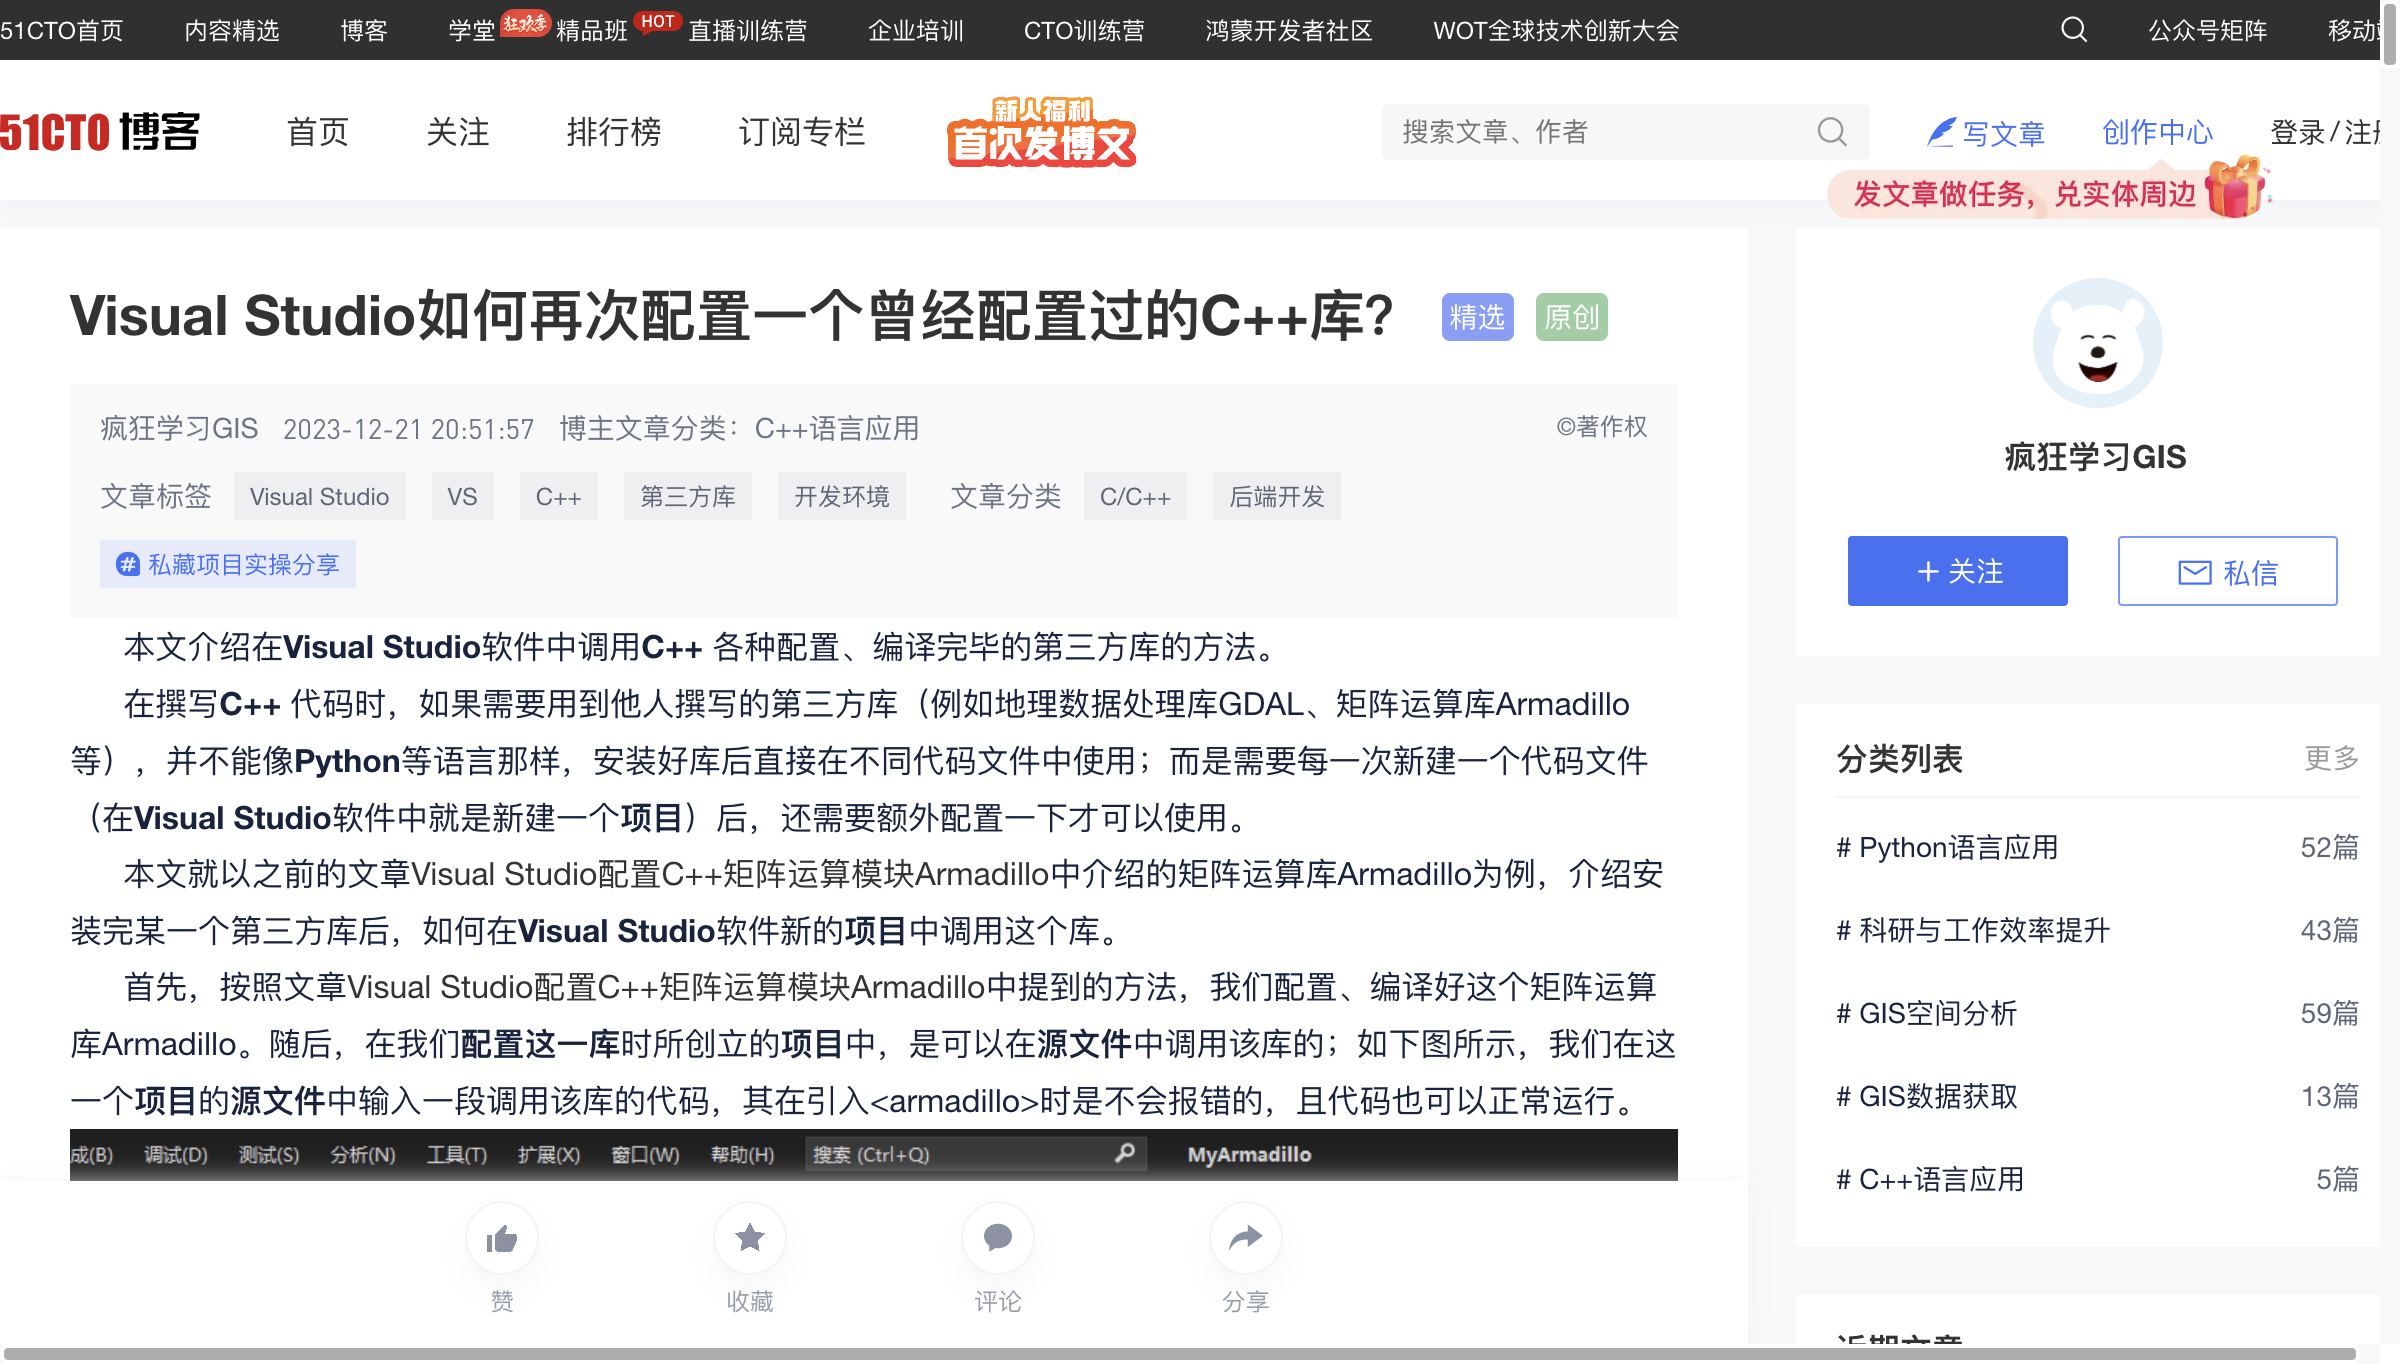 51CTO首页 内容精选 博客 学堂 狂欢季 精品班 HOT 直播训练营 企业培训 CTO训练营 鸿蒙开发者社区 WOT全球技术创新大会 公众号矩阵
51CTO 博客 首页 关注 排行榜 订阅专栏 新人福利 首次发博文 搜索文章、作者 写文章 创作中心 登录/注册
发文章做任务，兑实体周边
Visual Studio如何再次配置一个曾经配置过的C++库？ 精选 原创
疯狂学习GIS 2023-12-21 20:51:57 博主文章分类：C++语言应用 ©著作权
文章标签 Visual Studio VS C++ 第三方库 开发环境 文章分类 C/C++ 后端开发
# 私藏项目实操分享
本文介绍在Visual Studio软件中调用C++ 各种配置、编译完毕的第三方库的方法。
在撰写C++ 代码时，如果需要用到他人撰写的第三方库（例如地理数据处理库GDAL、矩阵运算库Armadillo
等），并不能像Python等语言那样，安装好库后直接在不同代码文件中使用；而是需要每一次新建一个代码文件
（在Visual Studio软件中就是新建一个项目）后，还需要额外配置一下才可以使用。
本文就以之前的文章Visual Studio配置C++矩阵运算模块Armadillo中介绍的矩阵运算库Armadillo为例，介绍安
装完某一个第三方库后，如何在Visual Studio软件新的项目中调用这个库。
首先，按照文章Visual Studio配置C++矩阵运算模块Armadillo中提到的方法，我们配置、编译好这个矩阵运算
库Armadillo。随后，在我们配置这一库时所创立的项目中，是可以在源文件中调用该库的；如下图所示，我们在这
一个项目的源文件中输入一段调用该库的代码，其在引入<armadillo>时是不会报错的，且代码也可以正常运行。
成(B) 调试(D) 测试(S) 分析(N) 工具(T) 扩展(X) 窗口(W) 帮助(H) 搜索 (Ctrl+Q) MyArmadillo
赞 收藏 评论 分享
疯狂学习GIS
+ 关注 私信
分类列表 更多
# Python语言应用 52篇
# 科研与工作效率提升 43篇
# GIS空间分析 59篇
# GIS数据获取 13篇
# C++语言应用 5篇
近期文章